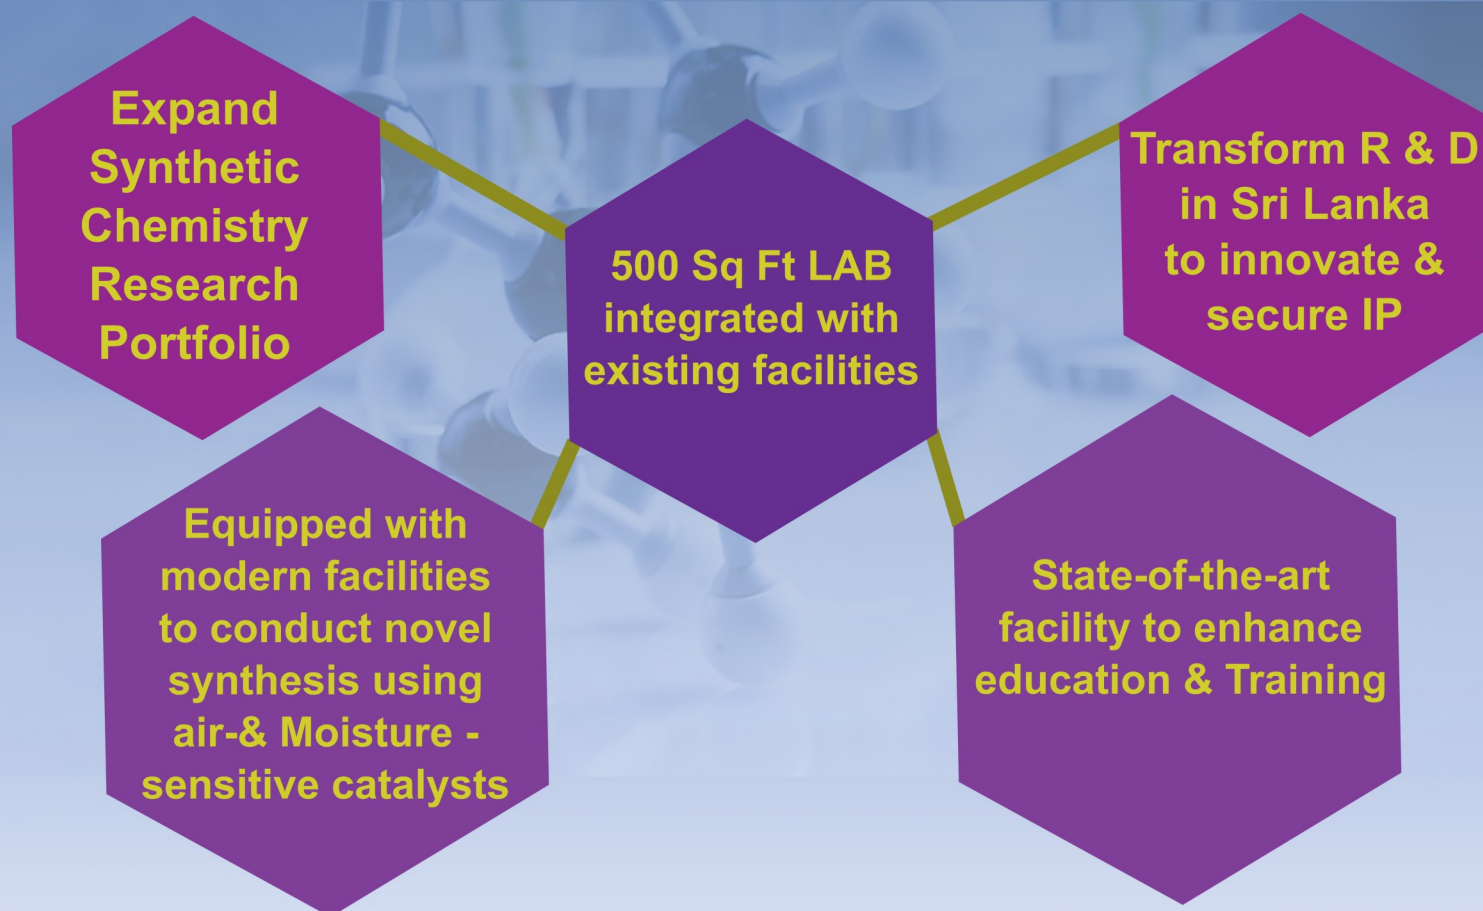 Expand
Synthetic
Chemistry
Research
Portfolio
500 Sq Ft LAB
integrated with
existing facilities
Transform R & D
in Sri Lanka
to innovate &
secure IP
Equipped with
modern facilities
to conduct novel
synthesis using
air-& Moisture -
sensitive catalysts
State-of-the-art
facility to enhance
education & Training